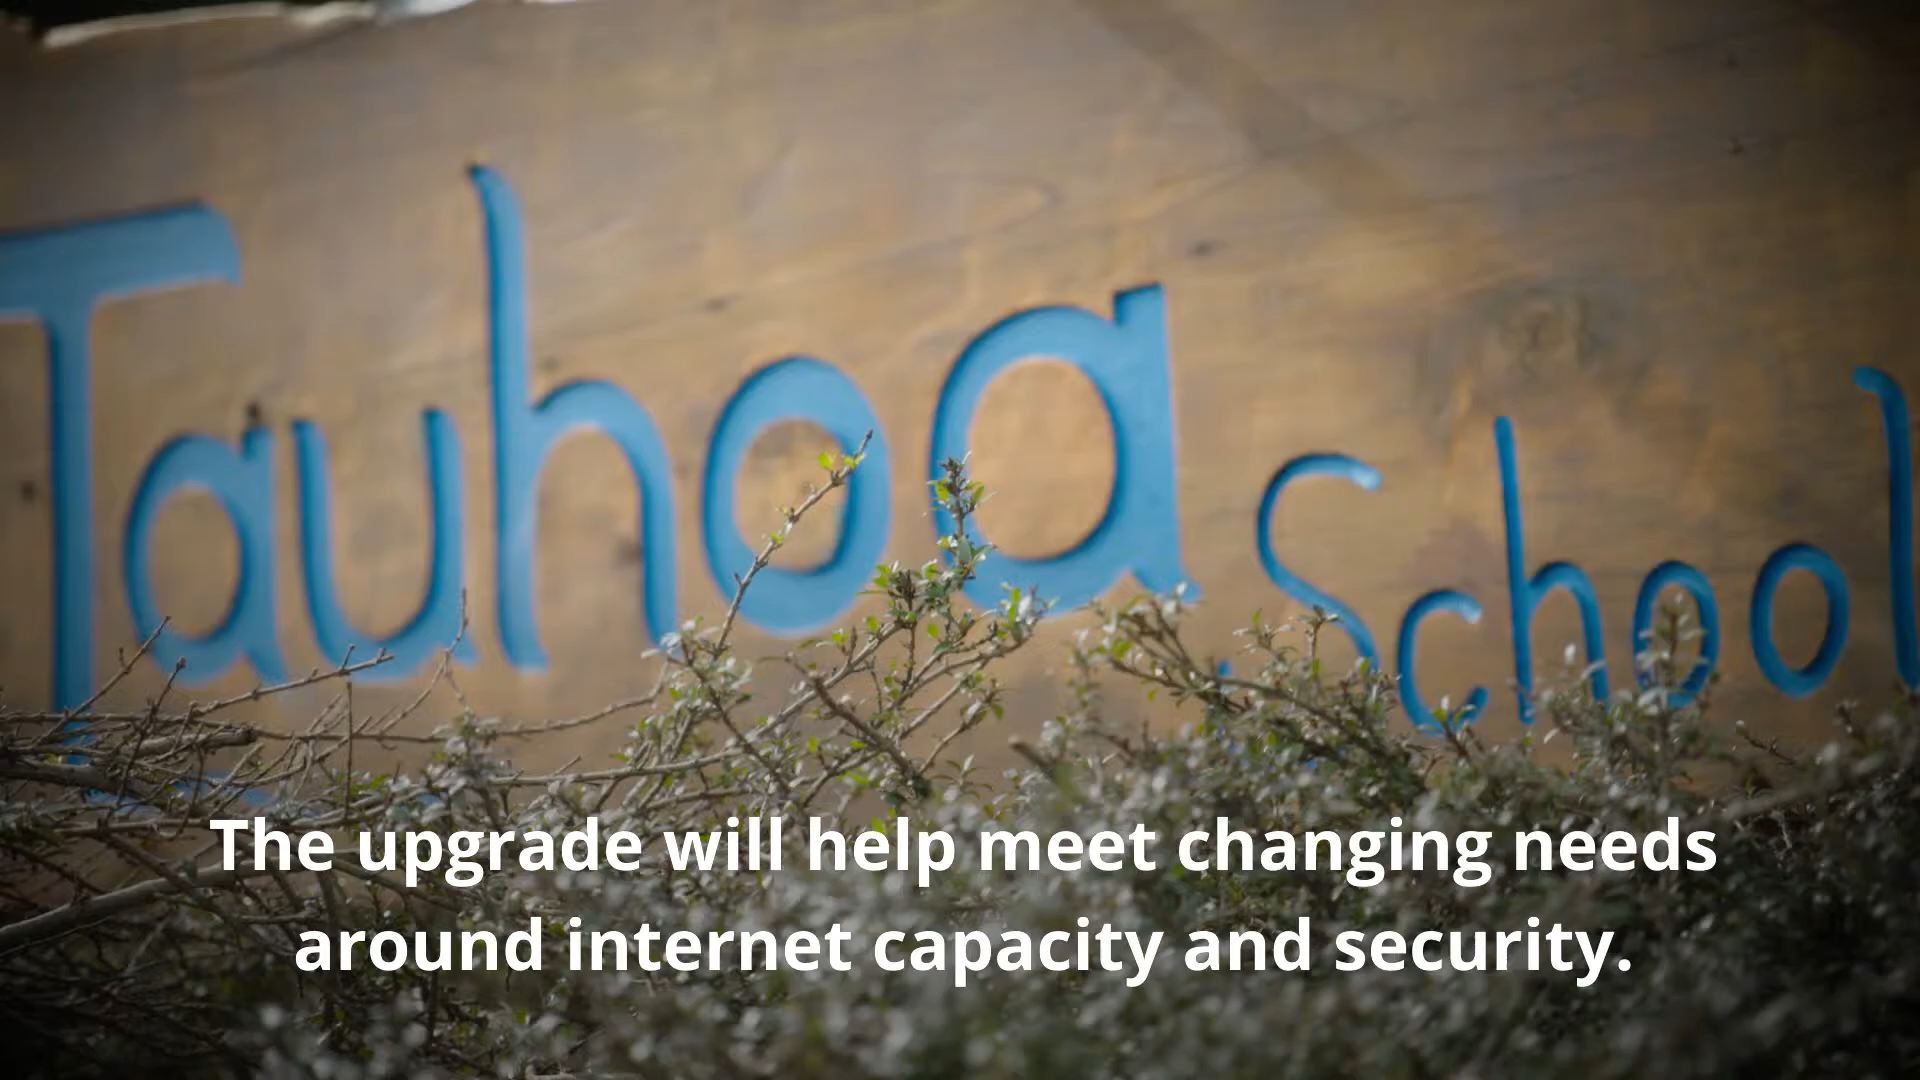 Tauhoa School
The upgrade will help meet changing needs
around internet capacity and security.